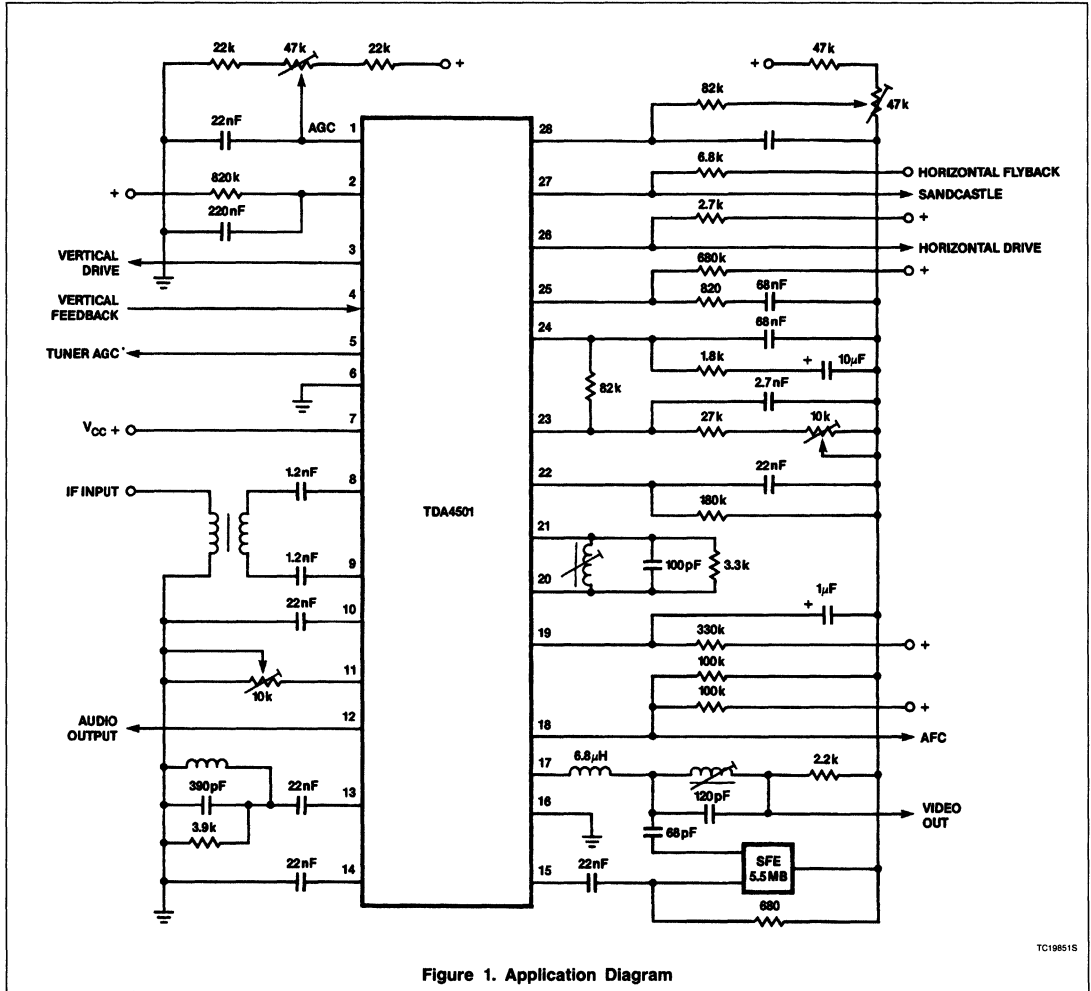 22k 47k 22k +
+ 47k
82k
47k
22nF AGC 1
28
6.8k HORIZONTAL FLYBACK
820k 2
+
27 SANDCASTLE
220nF
2.7k +
26 HORIZONTAL DRIVE
VERTICAL DRIVE 3
680k +
25 820 68nF
VERTICAL FEEDBACK 4
24 68nF
TUNER AGC 5
1.8k + 10μF
6
82k
2.7nF
VCC + 7
23 27k 10k
IF INPUT 1.2nF 8
22 22nF
180k
TDA4501
21
100pF 3.3k
1.2nF 9
20
22nF 10
+ 1μF
19 330k +
100k
10k 11
100k +
AUDIO OUTPUT 12
18 AFC
6.8μH
17 2.2k
390pF 22nF 13
120pF
16 VIDEO OUT
3.9k
68pF
SFE
5.5MB
22nF 14
15 22nF
680
TC19851S
Figure 1. Application Diagram